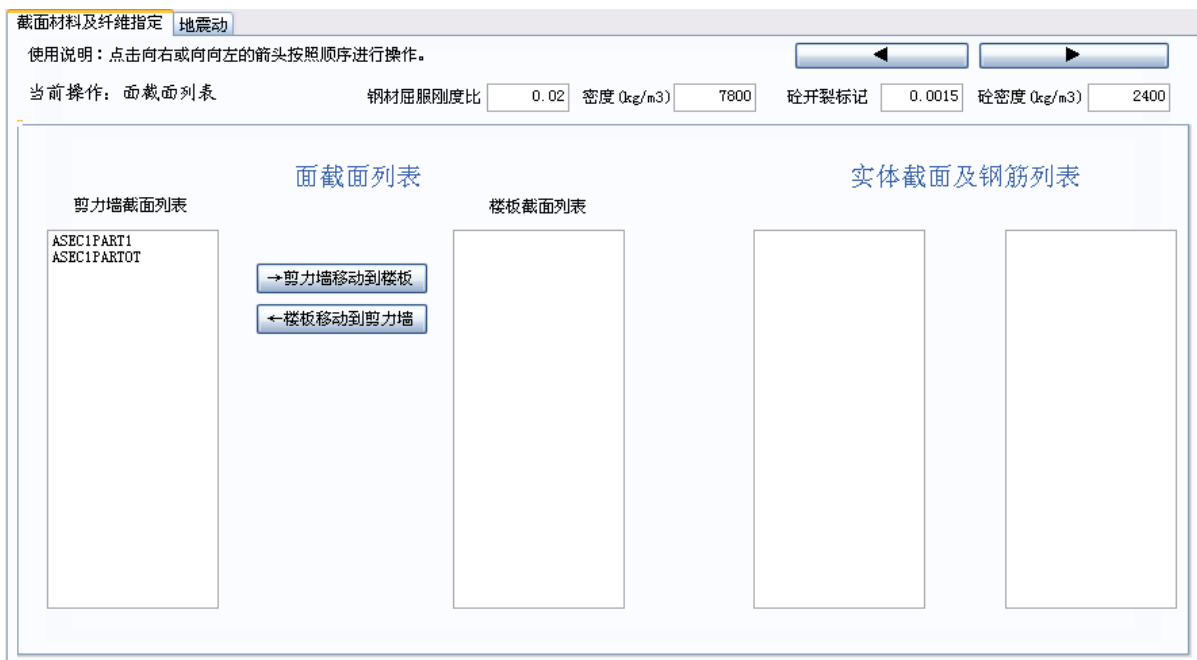 截面材料及纤维指定 地震动
使用说明：点击向右或向向左的箭头按照顺序进行操作。 ◀ ▶
当前操作：面截面列表 钢材屈服刚度比 0.02 密度(kg/m3) 7800 砼开裂标记 0.0015 砼密度(kg/m3) 2400
面截面列表 实体截面及钢筋列表
剪力墙截面列表 楼板截面列表
ASEC1PART1
ASEC1PARTOT
→剪力墙移动到楼板
←楼板移动到剪力墙